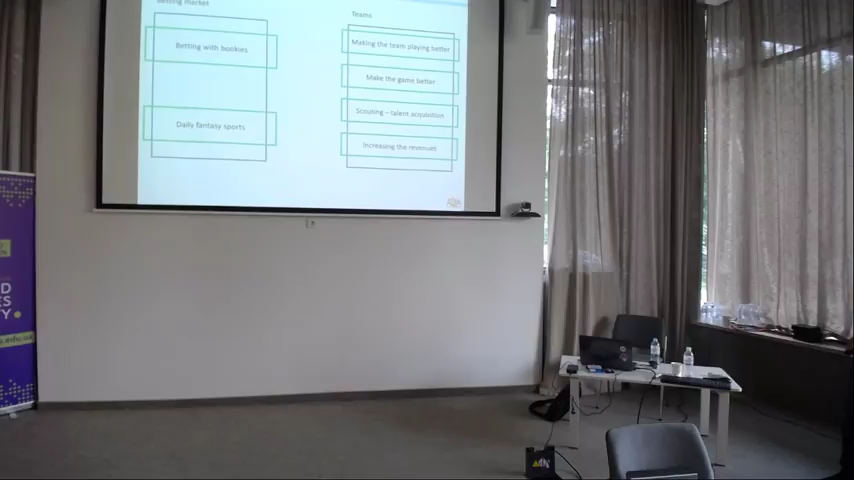 Betting market
Betting with bookies
Daily fantasy sports
Teams
Making the team playing better
Make the game better
Scouting – talent acquisition
Increasing the revenues